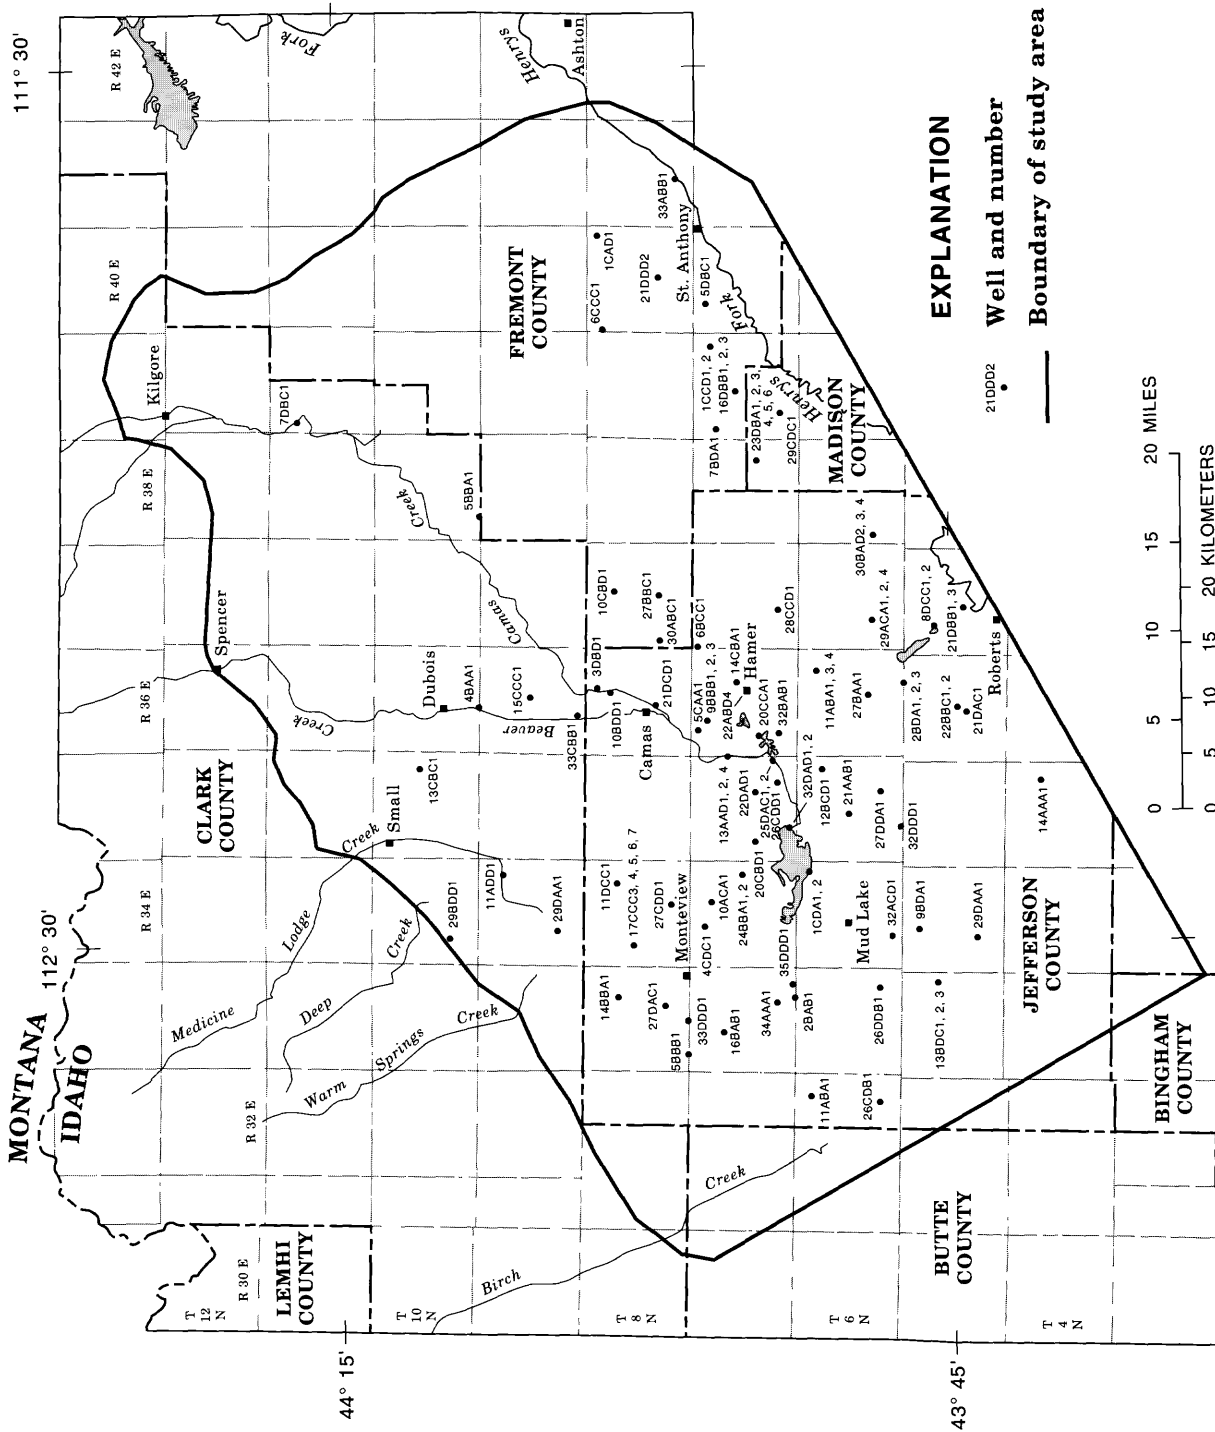 MONTANA
IDAHO
112° 30'
111° 30'
44° 15'
43° 45'
R 30 E
R 32 E
R 34 E
R 36 E
R 38 E
R 40 E
R 42 E
T
12
N
T
10
N
T
8
N
T
6
N
T
4
N
LEMHI
COUNTY
CLARK
COUNTY
FREMONT
COUNTY
MADISON
COUNTY
JEFFERSON
COUNTY
BINGHAM
COUNTY
BUTTE
COUNTY
Birch
Creek
Warm
Springs
Creek
Deep
Creek
Medicine
Lodge
Creek
Beaver
Creek
Camas
Creek
Henrys
Fork
Henrys
Fork
Fork
Henrys
Kilgore
Spencer
Dubois
Small
Camas
Hamer
Monteview
Mud Lake
Roberts
St. Anthony
Ashton
7DBC1
5BBA1
4BAA1
15CCC1
13CBC1
33CBB1
11ADD1
29BDD1
29DAA1
3DBD1
10BDD1
21DCD1
10CBD1
27BBC1
30ABC1
6BCC1
6CCC1
1CAD1
21DDD2
33ABB1
5DBC1
1CCD1, 2
16DBB1, 2, 3
7BDA1
23DBA1, 2, 3,
4, 5, 6
29CDC1
11DCC1
17CCC3, 4, 5, 6, 7
27CDD1
14BBA1
27DAC1
33DDD1
5BBB1
16BAB1
4CDC1
10ACA1
24BBA1, 2
20CBD1
34AAA1
35DDD1
2BAB1
1CDA1, 2
5CAA1
9BBB1, 2, 3
22ABD4
14CBA1
20CCA1
32BAB1
28CCD1
13AAD1, 2, 4
22DAD1
25DAC1, 2
26CDD1
32DAD1, 2
12BCD1
21AAB1
27DDA1
32DDD1
11ABA1, 3, 4
27BAA1
2BDA1, 2, 3
22BBC1, 2
21DAC1
30BAD2, 3, 4
29ACA1, 2, 4
8DCC1, 2
21DBB1, 3
14AAA1
32ACD1
9BDA1
29DAA1
11ABA1
26CDB1
26DDB1
13BDC1, 2, 3
EXPLANATION
21DDD2
Well and number
Boundary of study area
0 5 10 15 20 MILES
0 5 10 15 20 KILOMETERS